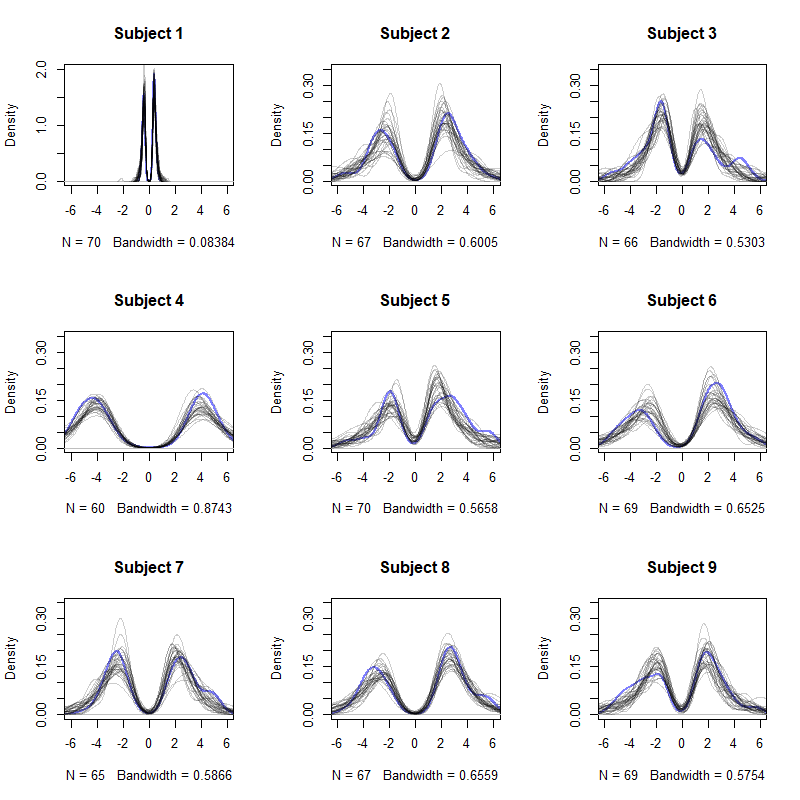 Subject 1 Subject 2 Subject 3
Density
0.0 1.0 2.0
0.00 0.15 0.30
0.00 0.15 0.30
-6 -4 -2 0 2 4 6 -6 -4 -2 0 2 4 6 -6 -4 -2 0 2 4 6
N = 70 Bandwidth = 0.08384 Density N = 67 Bandwidth = 0.6005 Density N = 66 Bandwidth = 0.5303
Subject 4 Subject 5 Subject 6
Density
0.00 0.15 0.30
0.00 0.15 0.30
0.00 0.15 0.30
-6 -4 -2 0 2 4 6 -6 -4 -2 0 2 4 6 -6 -4 -2 0 2 4 6
N = 60 Bandwidth = 0.8743 Density N = 70 Bandwidth = 0.5658 Density N = 69 Bandwidth = 0.6525
Subject 7 Subject 8 Subject 9
Density
0.00 0.15 0.30
0.00 0.15 0.30
0.00 0.15 0.30
-6 -4 -2 0 2 4 6 -6 -4 -2 0 2 4 6 -6 -4 -2 0 2 4 6
N = 65 Bandwidth = 0.5866 Density N = 67 Bandwidth = 0.6559 Density N = 69 Bandwidth = 0.5754